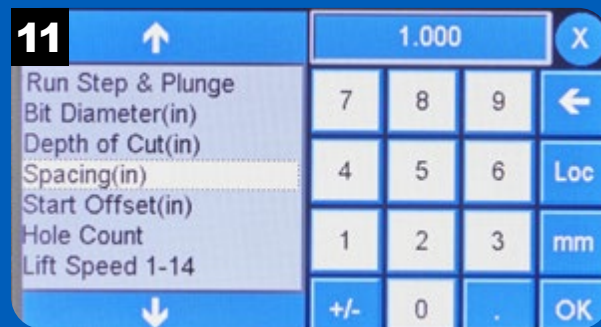 11
1.000
X
Run Step & Plunge
Bit Diameter(in)
Depth of Cut(in)
Spacing(in)
Start Offset(in)
Hole Count
Lift Speed 1-14
7 8 9
4 5 6 Loc
1 2 3 mm
+/- 0 . OK